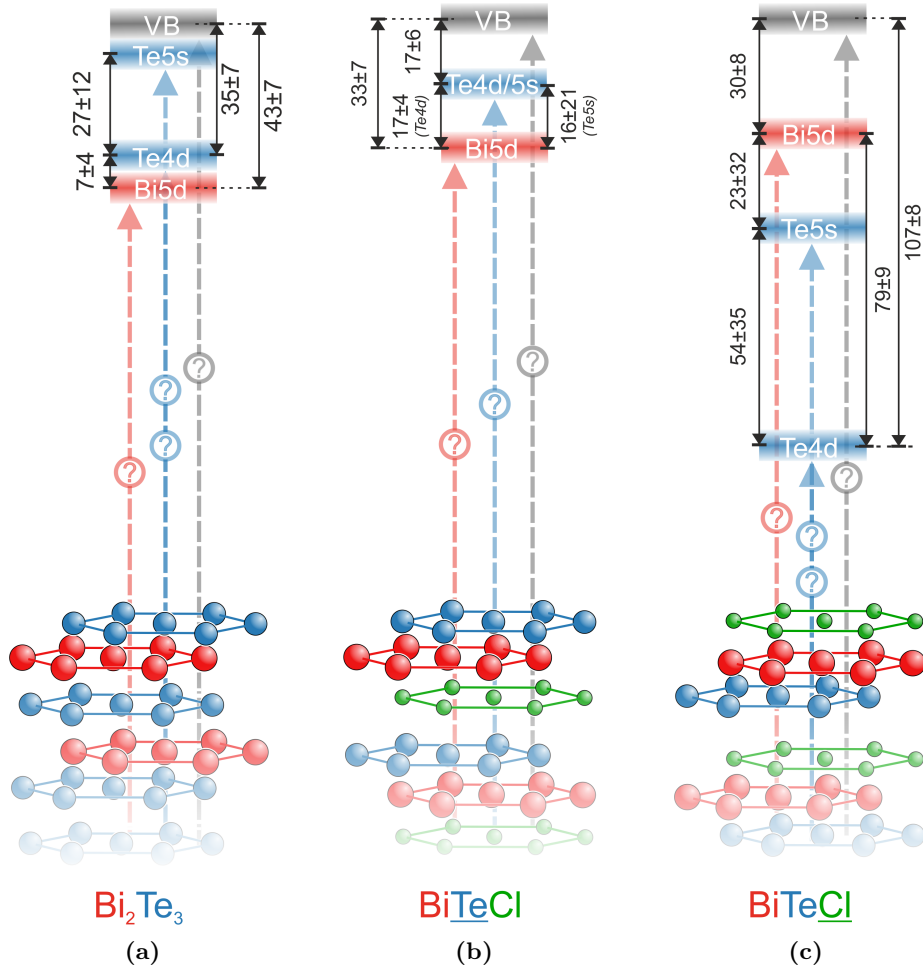 VB
Te5s
27±12
35±7
43±7
Te4d
7±4
Bi5d
?
?
?
?
Bi₂Te₃
(a)
33±7
17±6
Te4d/5s
17±4
(Te4d)
16±21
(Te5s)
Bi5d
?
?
?
BiTeCl
(b)
VB
30±8
Bi5d
23±32
Te5s
107±8
79±9
54±35
Te4d
?
?
?
?
BiTeCl
(c)